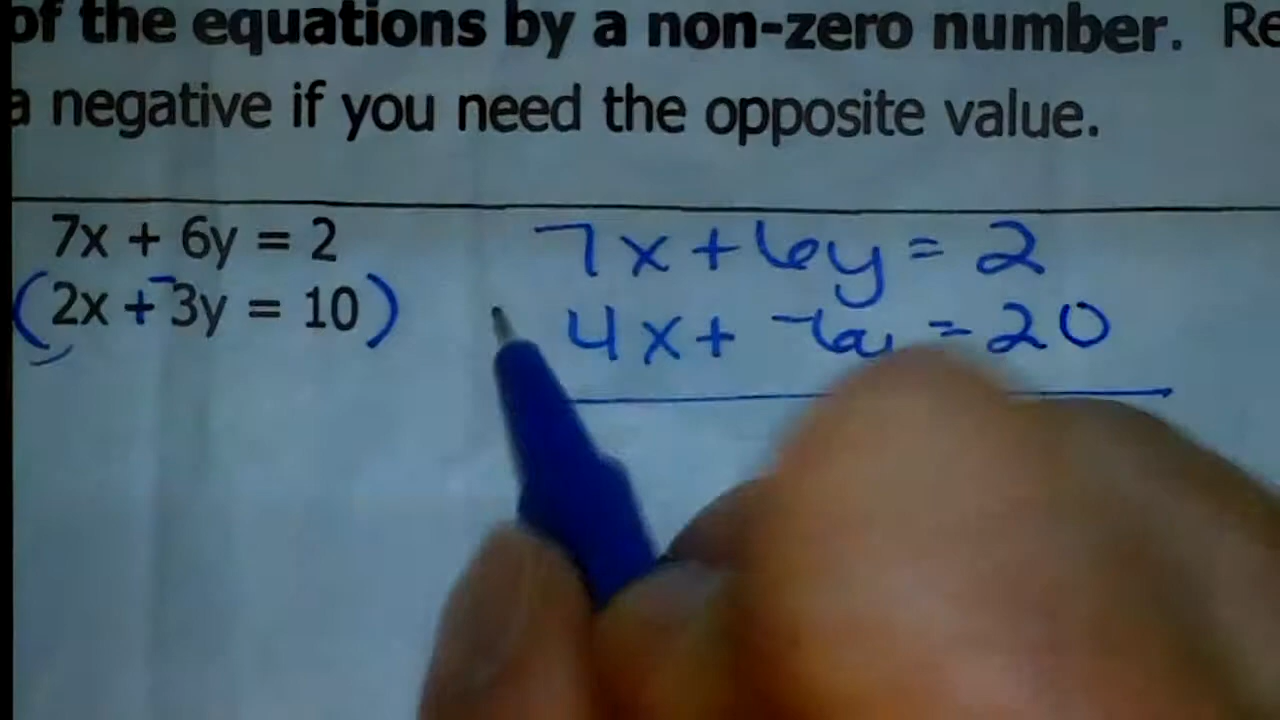 of the equations by a non-zero number. Re
a negative if you need the opposite value.
7x + 6y = 2
(2x + ⁻3y = 10)
7x + 6y = 2
4x + ⁻6y = 20